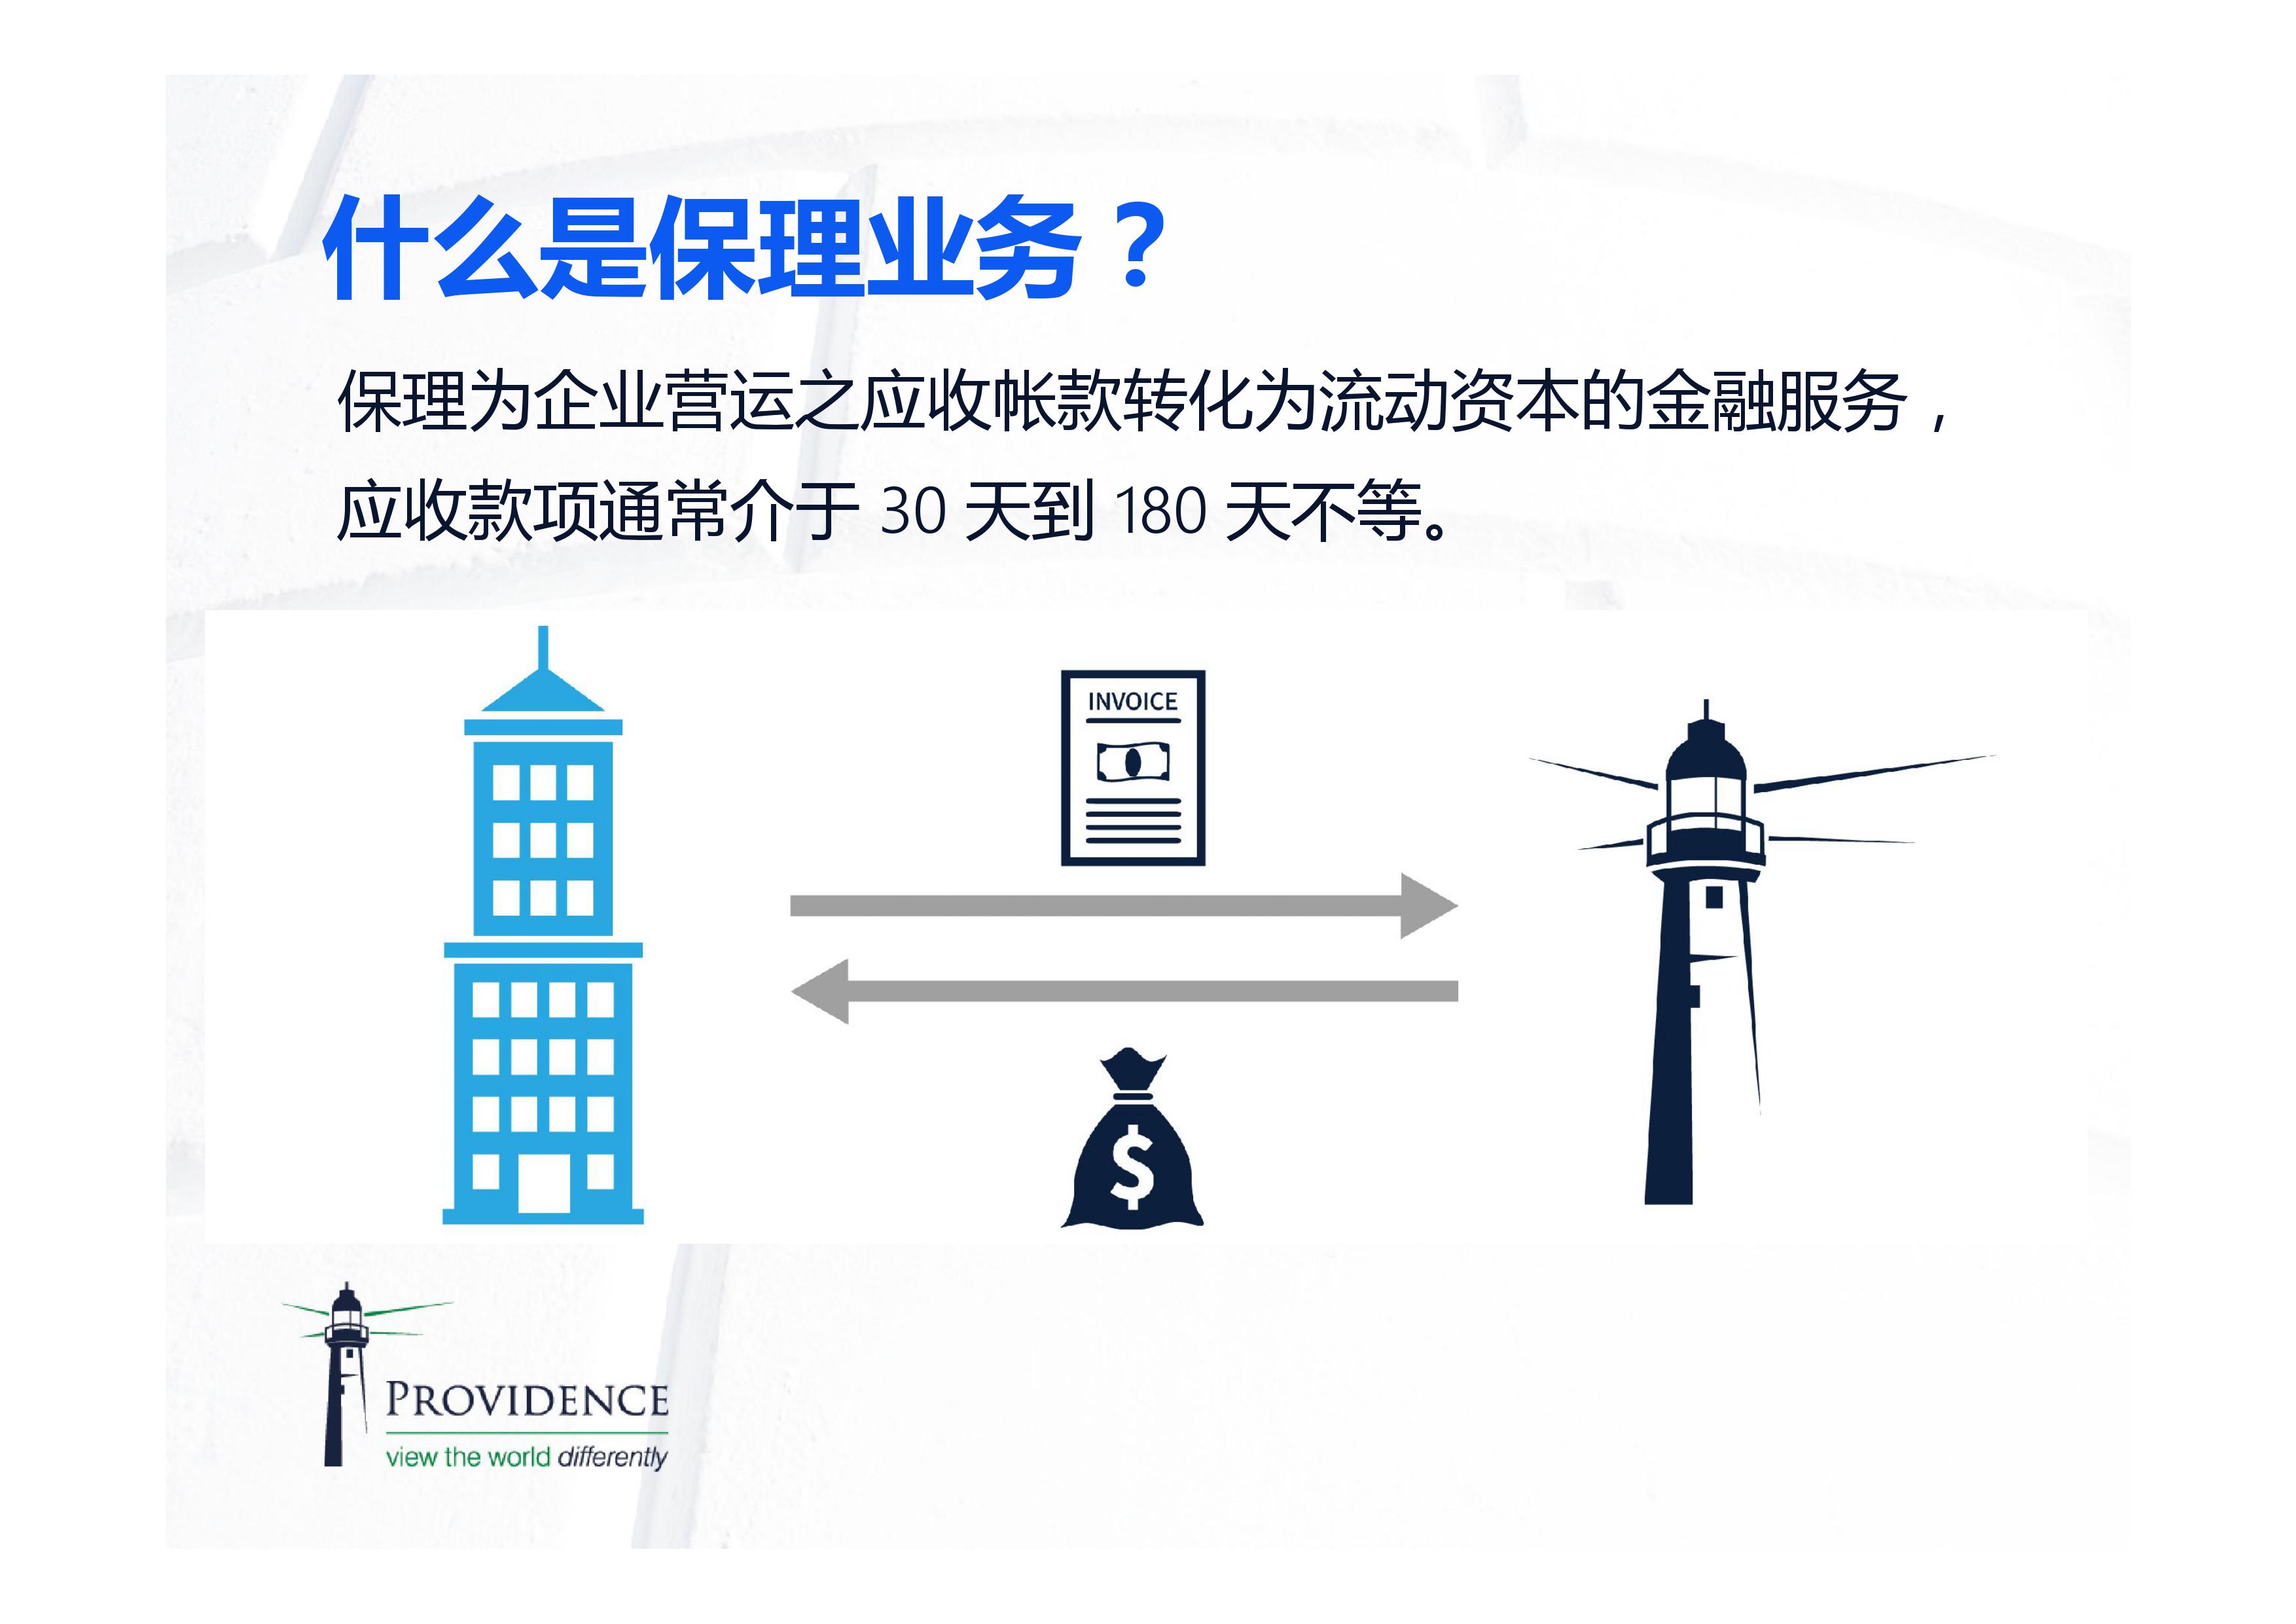 什么是保理业务？
保理为企业营运之应收帐款转化为流动资本的金融服务，
应收款项通常介于 30 天到 180 天不等。
INVOICE
$
PROVIDENCE
view the world differently